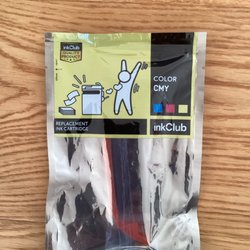 inkClub
COLOR
CMY
REPLACEMENT
INK CARTRIDGE
inkClub